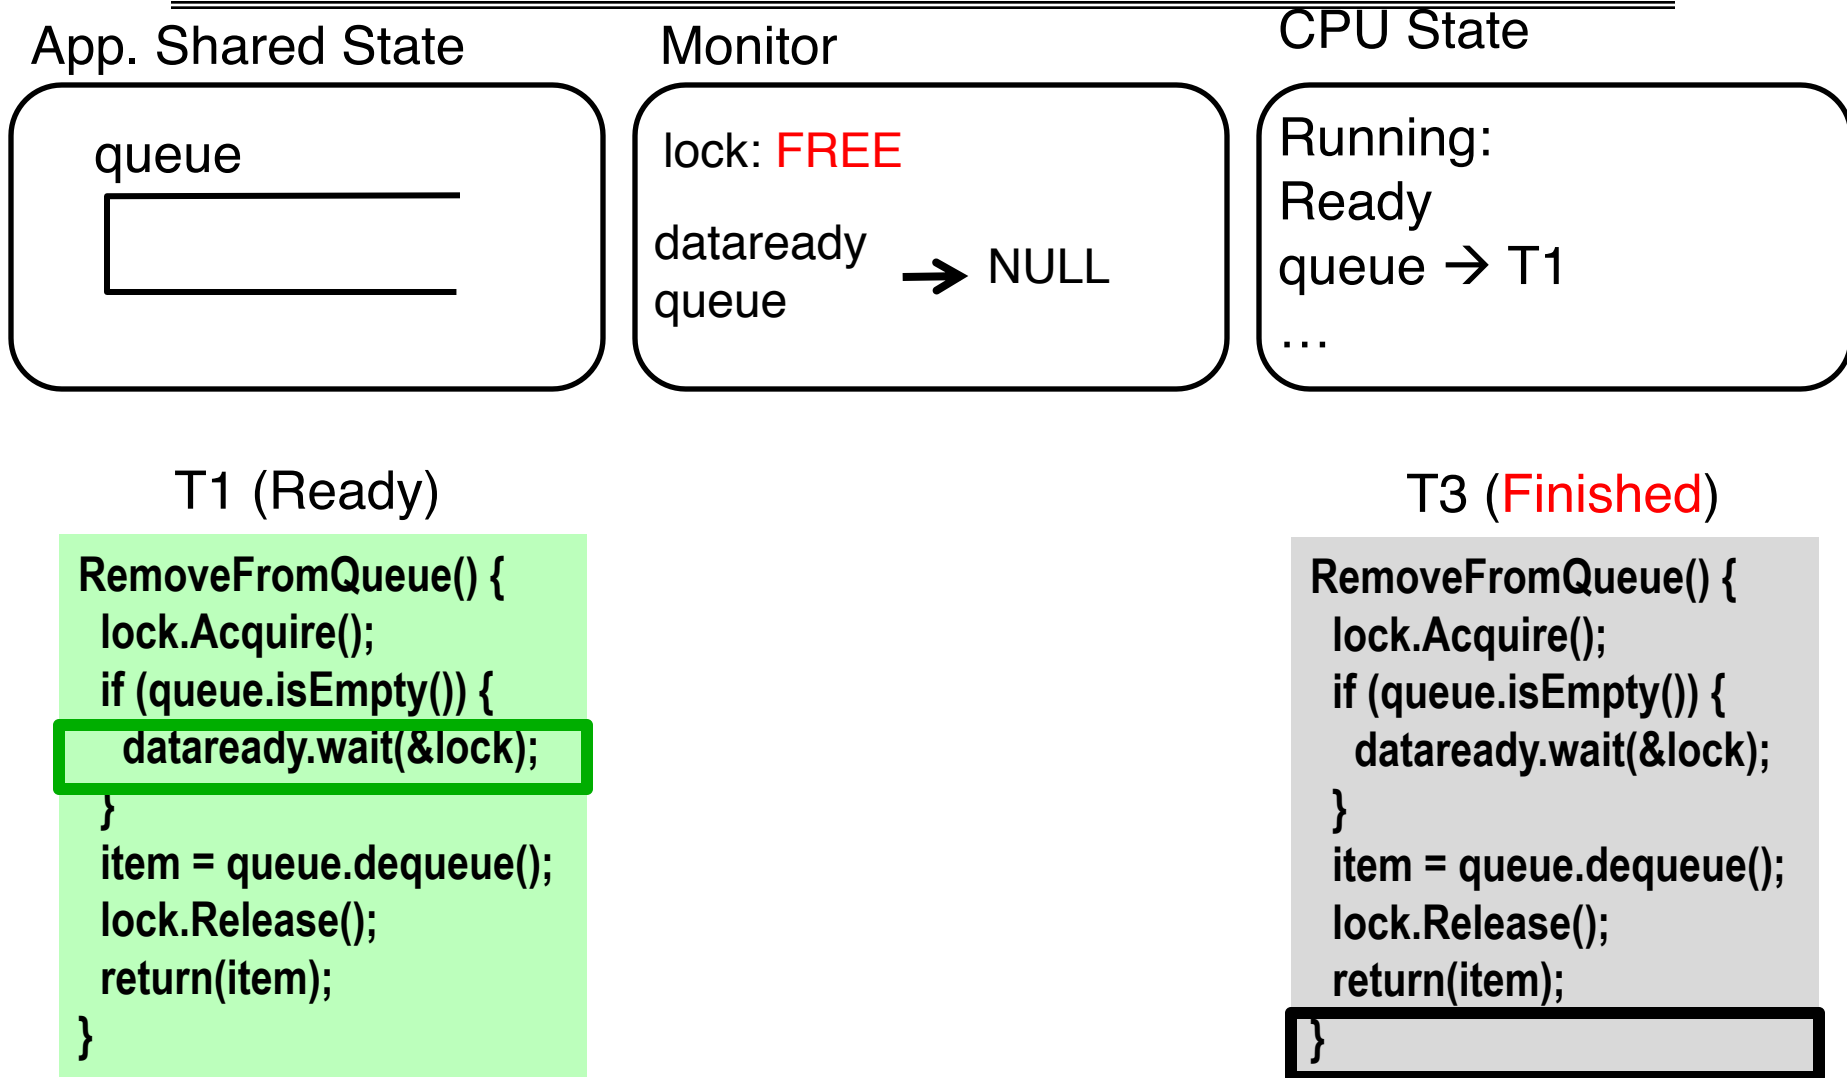 App. Shared State
Monitor
CPU State
queue
lock: FREE
dataready
queue
→ NULL
Running:
Ready
queue → T1
…
T1 (Ready)
RemoveFromQueue() {
lock.Acquire();
if (queue.isEmpty()) {
dataready.wait(&lock);
}
item = queue.dequeue();
lock.Release();
return(item);
}
T3 (Finished)
RemoveFromQueue() {
lock.Acquire();
if (queue.isEmpty()) {
dataready.wait(&lock);
}
item = queue.dequeue();
lock.Release();
return(item);
}